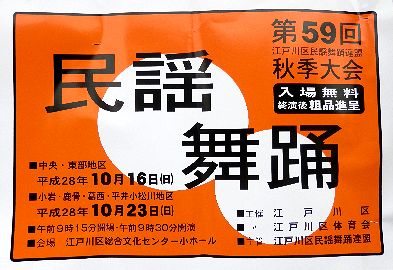 第59回
江戸川区民謡舞踊連盟
秋季大会
入場無料
終演後粗品進呈
民謡
舞踊
■中央・東部地区
平成28年10月16日(日)
■小岩・鹿骨・葛西・平井小松川地区
平成28年10月23日(日)
■午前9時15分開場・午前9時30分開演
■会場 江戸川区総合文化センター小ホール
■主催 江戸川区
■ 〃 江戸川区体育会
■主管 江戸川区民謡舞踊連盟